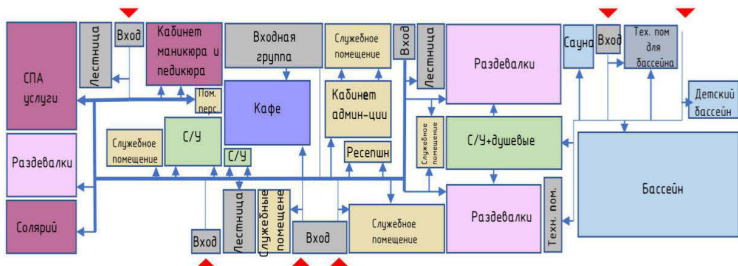 СПА
услуги
Лестница
Вход
Кабинет
маникюра и
педикюра
Пом.
перс.
Входная
группа
Кафе
Служебное
помещение
Кабинет
админ-ции
Вход
Лестница
Раздевалки
Сауна
Вход
Тех. пом
для
бассейна
Детский
бассейн
Раздевалки
Служебное
помещение
С/У
С/У
Ресепшн
Служебное
помещение
С/У+душевые
Бассейн
Солярий
Вход
Лестница
Служебные
помещене
Вход
Служебное
помещение
Раздевалки
Техн. пом.